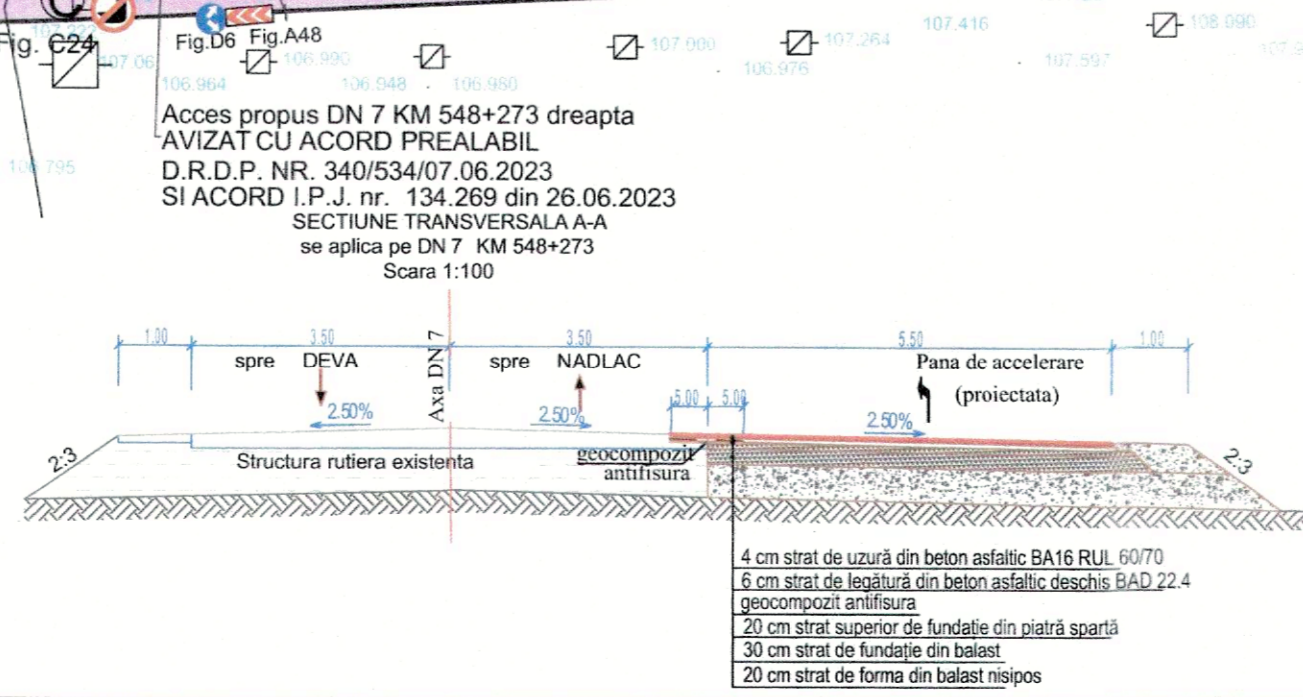 107.222
Fig. C24
107.06
Fig.D6 Fig.A48
106.990
107.000
107.264
107.416
108.090
106.964
106.948
106.980
106.976
107.597
106.795
Acces propus DN 7 KM 548+273 dreapta
AVIZAT CU ACORD PREALABIL
D.R.D.P. NR. 340/534/07.06.2023
SI ACORD I.P.J. nr. 134.269 din 26.06.2023
SECTIUNE TRANSVERSALA A-A
se aplica pe DN 7 KM 548+273
Scara 1:100
1.00 3.50 3.50 5.50 1.00
Axa DN 7
spre DEVA
spre NADLAC
Pana de accelerare
(proiectata)
5.00 5.00
2.50% 2.50% 2.50%
2:3
2:3
Structura rutiera existenta
geocompozit
antifisura
4 cm strat de uzură din beton asfaltic BA16 RUL 60/70
6 cm strat de legătură din beton asfaltic deschis BAD 22.4
geocompozit antifisura
20 cm strat superior de fundație din piatră spartă
30 cm strat de fundație din balast
20 cm strat de forma din balast nisipos